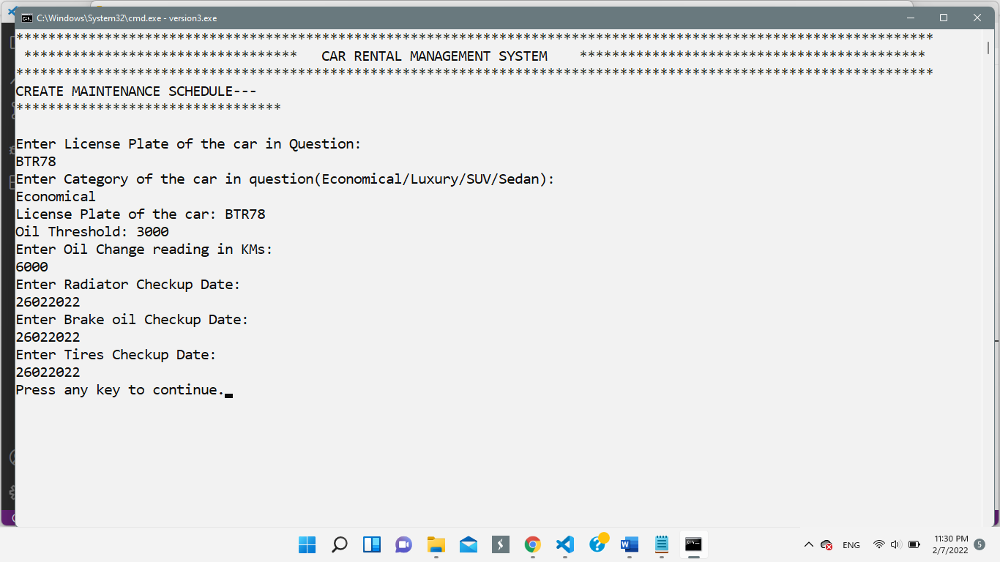 C:\Windows\System32\cmd.exe - version3.exe
******************************************************************************************************************
********************************** CAR RENTAL MANAGEMENT SYSTEM *******************************************
******************************************************************************************************************
CREATE MAINTENANCE SCHEDULE---
*********************************
Enter License Plate of the car in Question:
BTR78
Enter Category of the car in question(Economical/Luxury/SUV/Sedan):
Economical
License Plate of the car: BTR78
Oil Threshold: 3000
Enter Oil Change reading in KMs:
6000
Enter Radiator Checkup Date:
26022022
Enter Brake oil Checkup Date:
26022022
Enter Tires Checkup Date:
26022022
Press any key to continue.
ENG
11:30 PM
2/7/2022
5